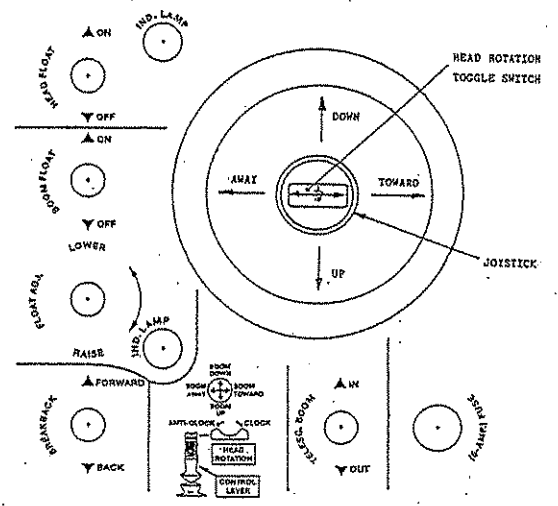 ON
IND. LAMP
HEAD FLOAT
OFF
HEAD ROTATION
TOGGLE SWITCH
ON
BOOM FLOAT
OFF
DOWN
AWAY
TOWARD
UP
JOYSTICK
LOWER
FLOAT ADJ.
RAISE
IND. LAMP
FORWARD
BREAKBACK
BACK
BOOM
DOWN
BOOM
AWAY
BOOM
TOWARD
BOOM
UP
ANTI-CLOCK
CLOCK
HEAD
ROTATION
CONTROL
LEVER
IN
TELESC. BOOM
OUT
FUSE